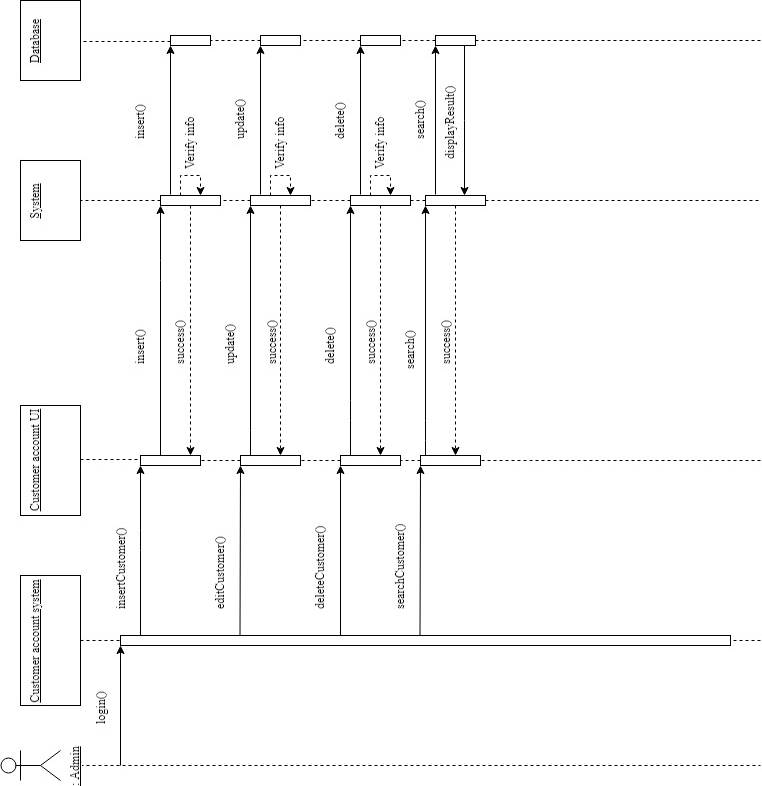 : Admin
Customer account system
Customer account UI
System
Database
login()
insertCustomer()
insert()
success()
Verify info
insert()
editCustomer()
update()
success()
Verify info
update()
deleteCustomer()
delete()
success()
Verify info
delete()
searchCustomer()
search()
success()
search()
displayResult()